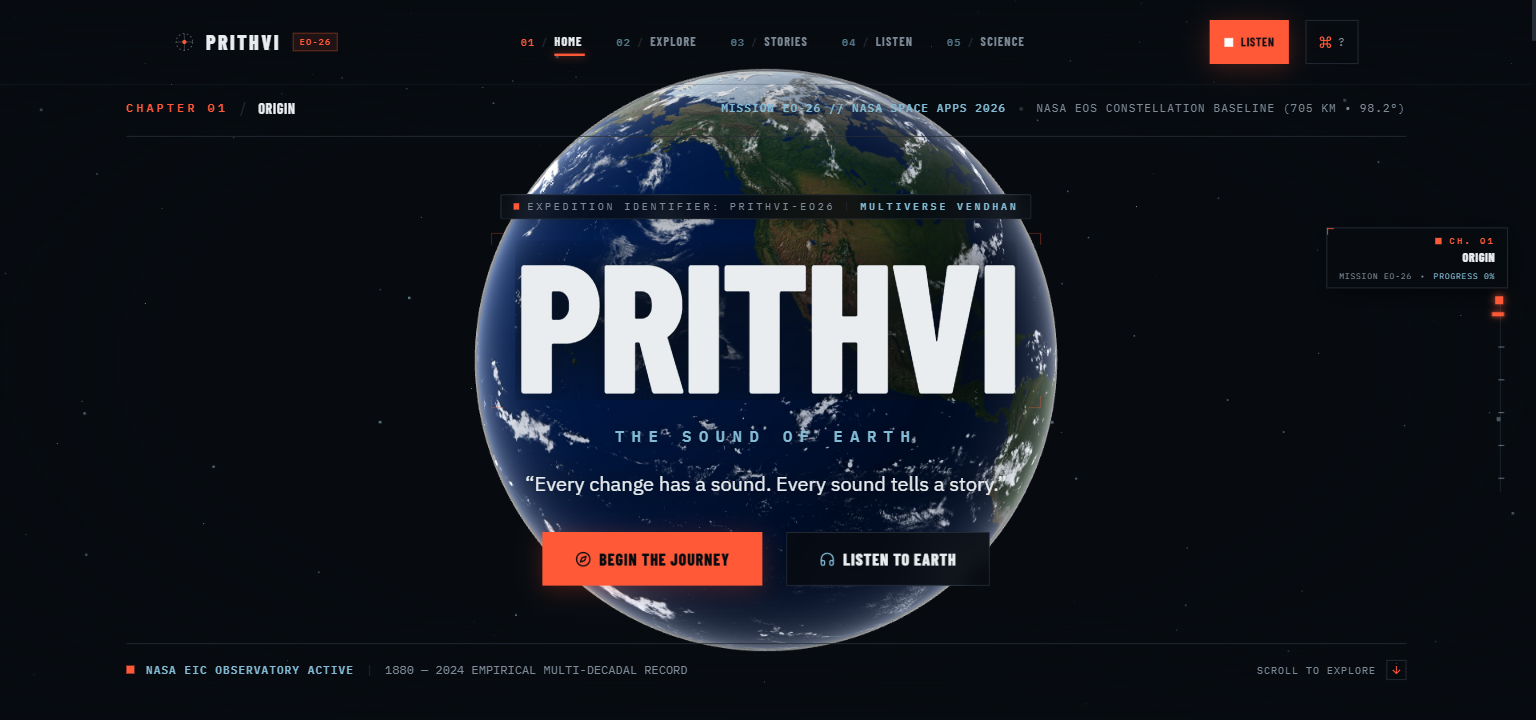 PRITHVI EO-26 01 / HOME 02 / EXPLORE 03 / STORIES 04 / LISTEN 05 / SCIENCE LISTEN ⌘ ?
CHAPTER 01 / ORIGIN MISSION EO-26 // NASA SPACE APPS 2026 • NASA EOS CONSTELLATION BASELINE (705 KM • 98.2°)
EXPEDITION IDENTIFIER: PRITHVI-EO26 | MULTIVERSE VENDHAN
CH. 01
ORIGIN
MISSION EO-26 • PROGRESS 0%
PRITHVI
THE SOUND OF EARTH
“Every change has a sound. Every sound tells a story.”
BEGIN THE JOURNEY LISTEN TO EARTH
NASA EIC OBSERVATORY ACTIVE | 1880 — 2024 EMPIRICAL MULTI-DECADAL RECORD SCROLL TO EXPLORE ↓